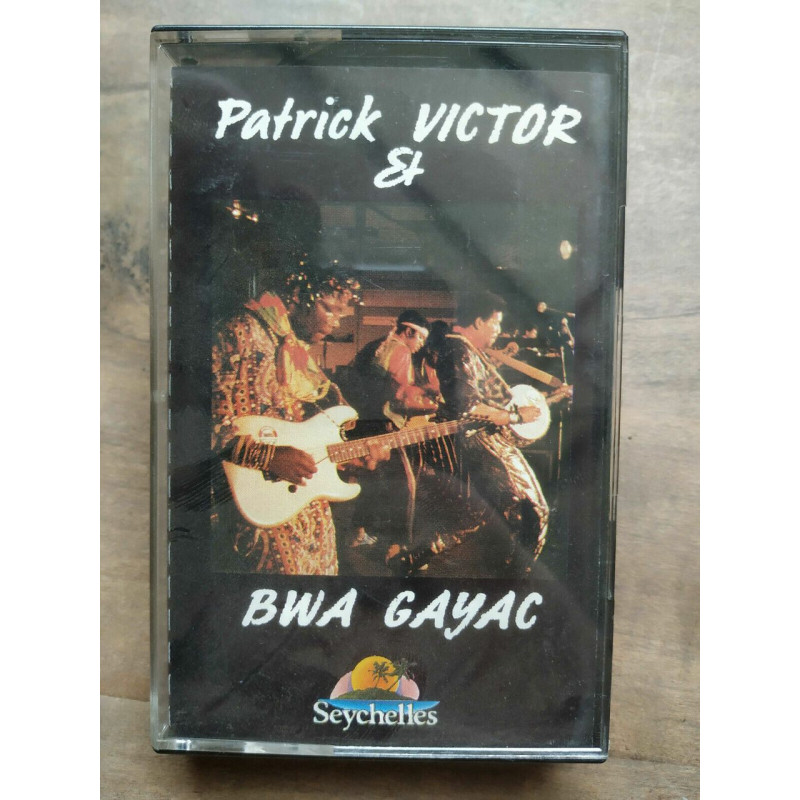 Patrick VICTOR
&
BWA GAYAC
Seychelles